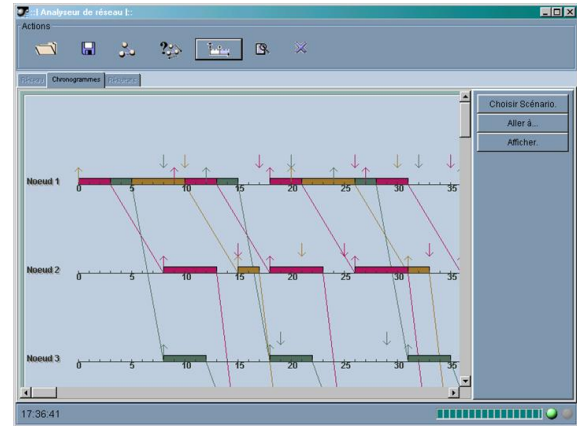 ::| Analyseur de réseau |::
Actions
Réseau Chronogrammes
Choisir Scénario.
Aller à...
Afficher.
Noeud 1
0 5 10 15 20 25 30 35
Noeud 2
0 5 10 15 20 25 30 35
Noeud 3
0 5 10 15 20 25 30 35
17:36:41